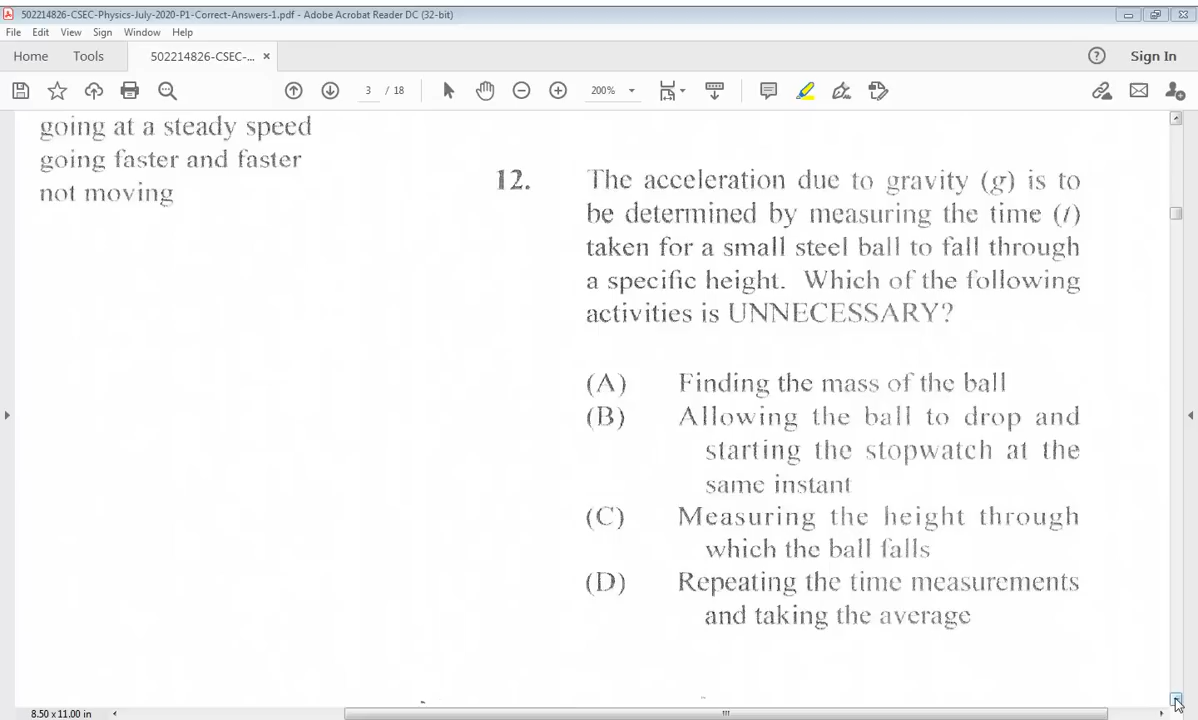 502214826-CSEC-Physics-July-2020-P1-Correct-Answers-1.pdf - Adobe Acrobat Reader DC (32-bit)
File Edit View Sign Window Help
Home Tools 502214826-CSEC-... × Sign In
3 / 18 200%
going at a steady speed
going faster and faster
not moving
12. The acceleration due to gravity (g) is to
be determined by measuring the time (t)
taken for a small steel ball to fall through
a specific height. Which of the following
activities is UNNECESSARY?
(A) Finding the mass of the ball
(B) Allowing the ball to drop and
starting the stopwatch at the
same instant
(C) Measuring the height through
which the ball falls
(D) Repeating the time measurements
and taking the average
8.50 x 11.00 in